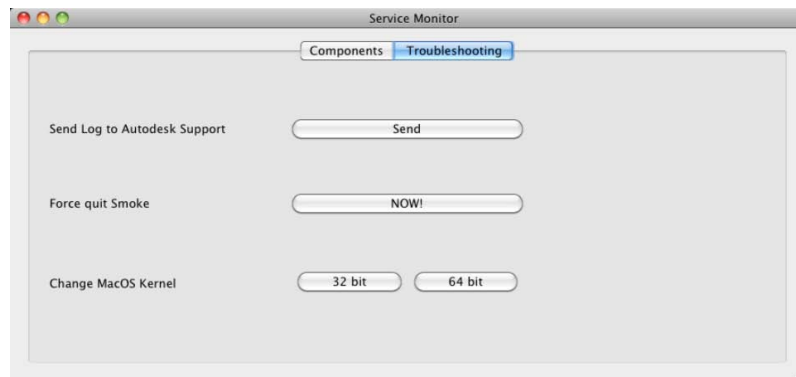 Service Monitor
Components Troubleshooting
Send Log to Autodesk Support Send
Force quit Smoke NOW!
Change MacOS Kernel 32 bit 64 bit